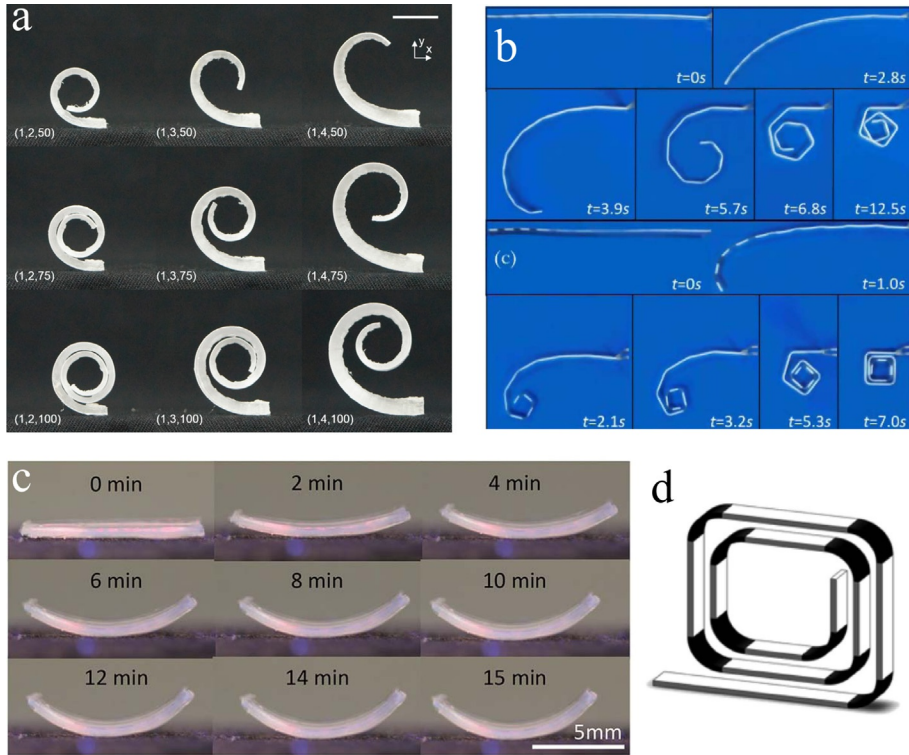 a
y
x
(1,2,50)
(1,3,50)
(1,4,50)
(1,2,75)
(1,3,75)
(1,4,75)
(1,2,100)
(1,3,100)
(1,4,100)
b
t=0s
t=2.8s
t=3.9s
t=5.7s
t=6.8s
t=12.5s
(c)
t=0s
t=1.0s
t=2.1s
t=3.2s
t=5.3s
t=7.0s
c
0 min
2 min
4 min
6 min
8 min
10 min
12 min
14 min
15 min
5mm
d